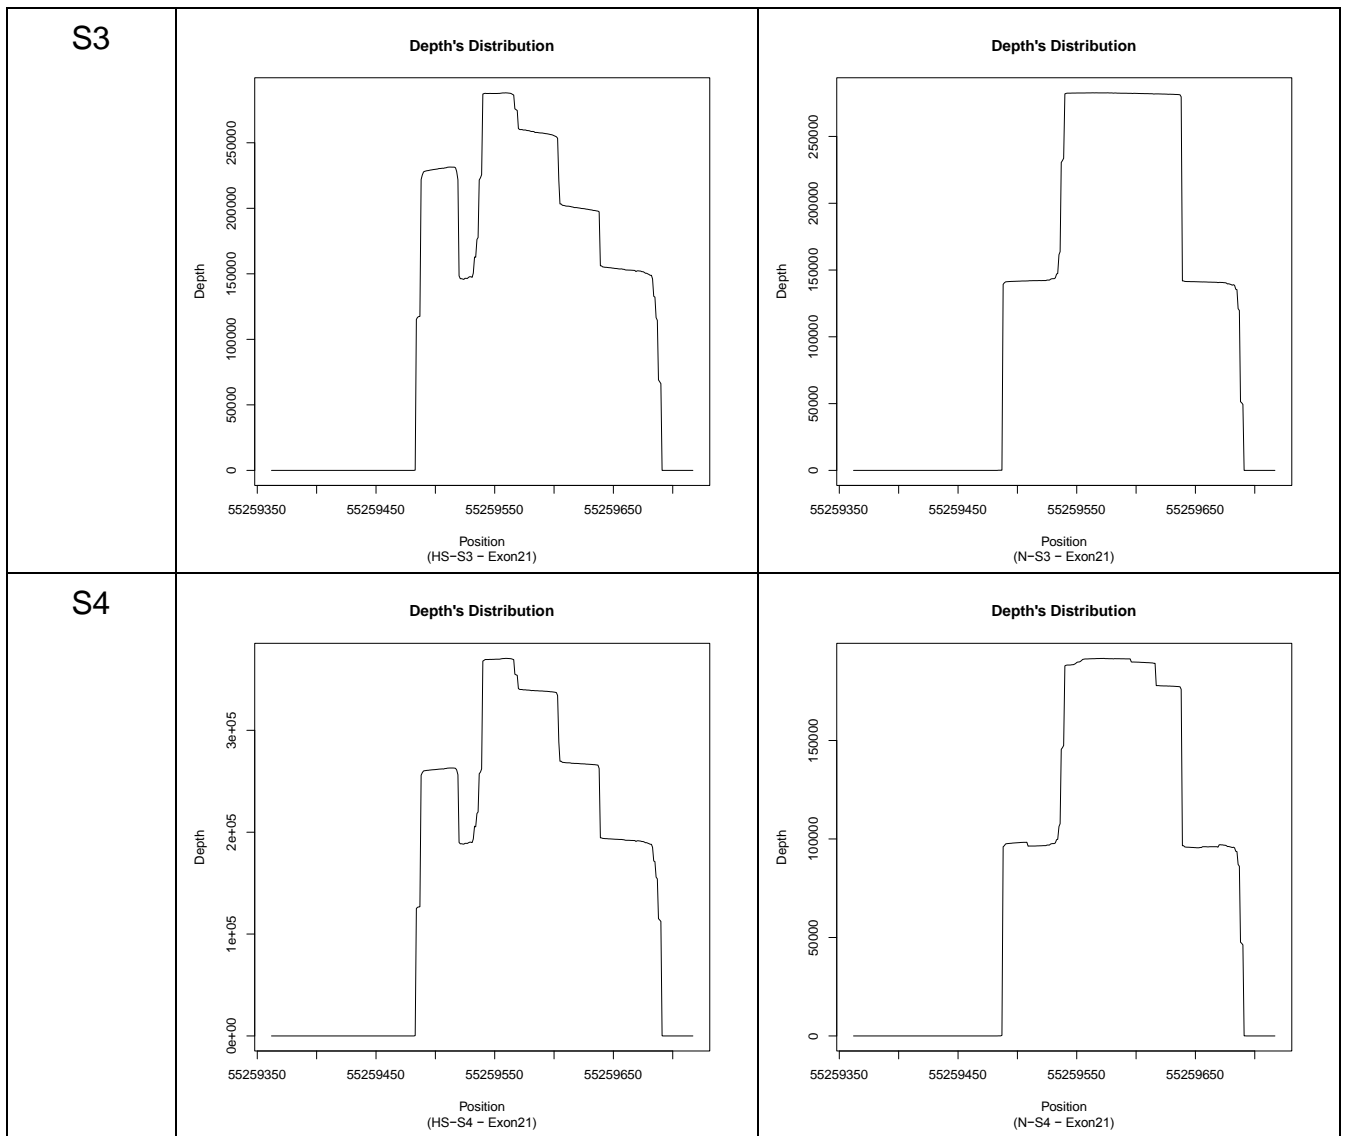 S3
Depth's Distribution
Depth
250000
200000
150000
100000
50000
0
55259350 55259450 55259550 55259650
Position
(HS−S3 − Exon21)
Depth's Distribution
Depth
250000
200000
150000
100000
50000
0
55259350 55259450 55259550 55259650
Position
(N−S3 − Exon21)
S4
Depth's Distribution
Depth
3e+05
2e+05
1e+05
0e+00
55259350 55259450 55259550 55259650
Position
(HS−S4 − Exon21)
Depth's Distribution
Depth
150000
100000
50000
0
55259350 55259450 55259550 55259650
Position
(N−S4 − Exon21)